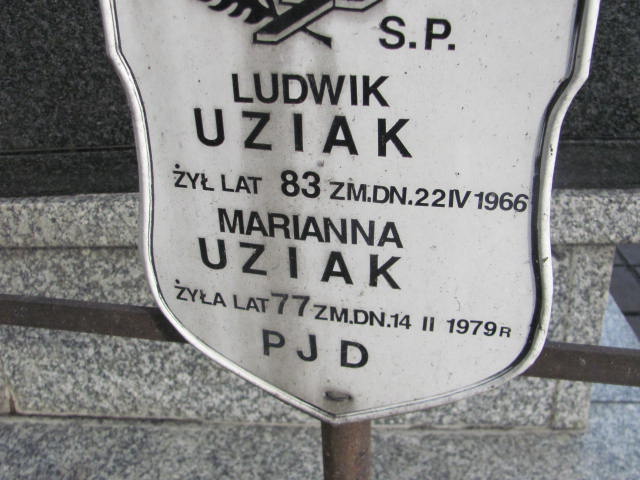 S.P.
LUDWIK
UZIAK
ŻYŁ LAT 83 ZM.DN.22 IV 1966
MARIANNA
UZIAK
ŻYŁA LAT 77 ZM.DN.14 II 1979R
PJD